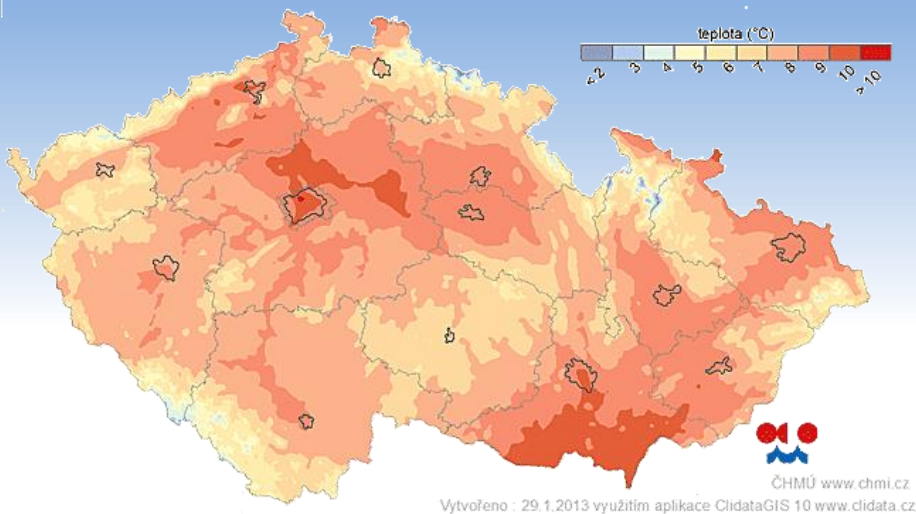 teplota (°C)
< 2 3 4 5 6 7 8 9 10 > 10
ČHMÚ www.chmi.cz
Vytvořeno : 29.1.2013 využitím aplikace ClidataGIS 10 www.clidata.cz